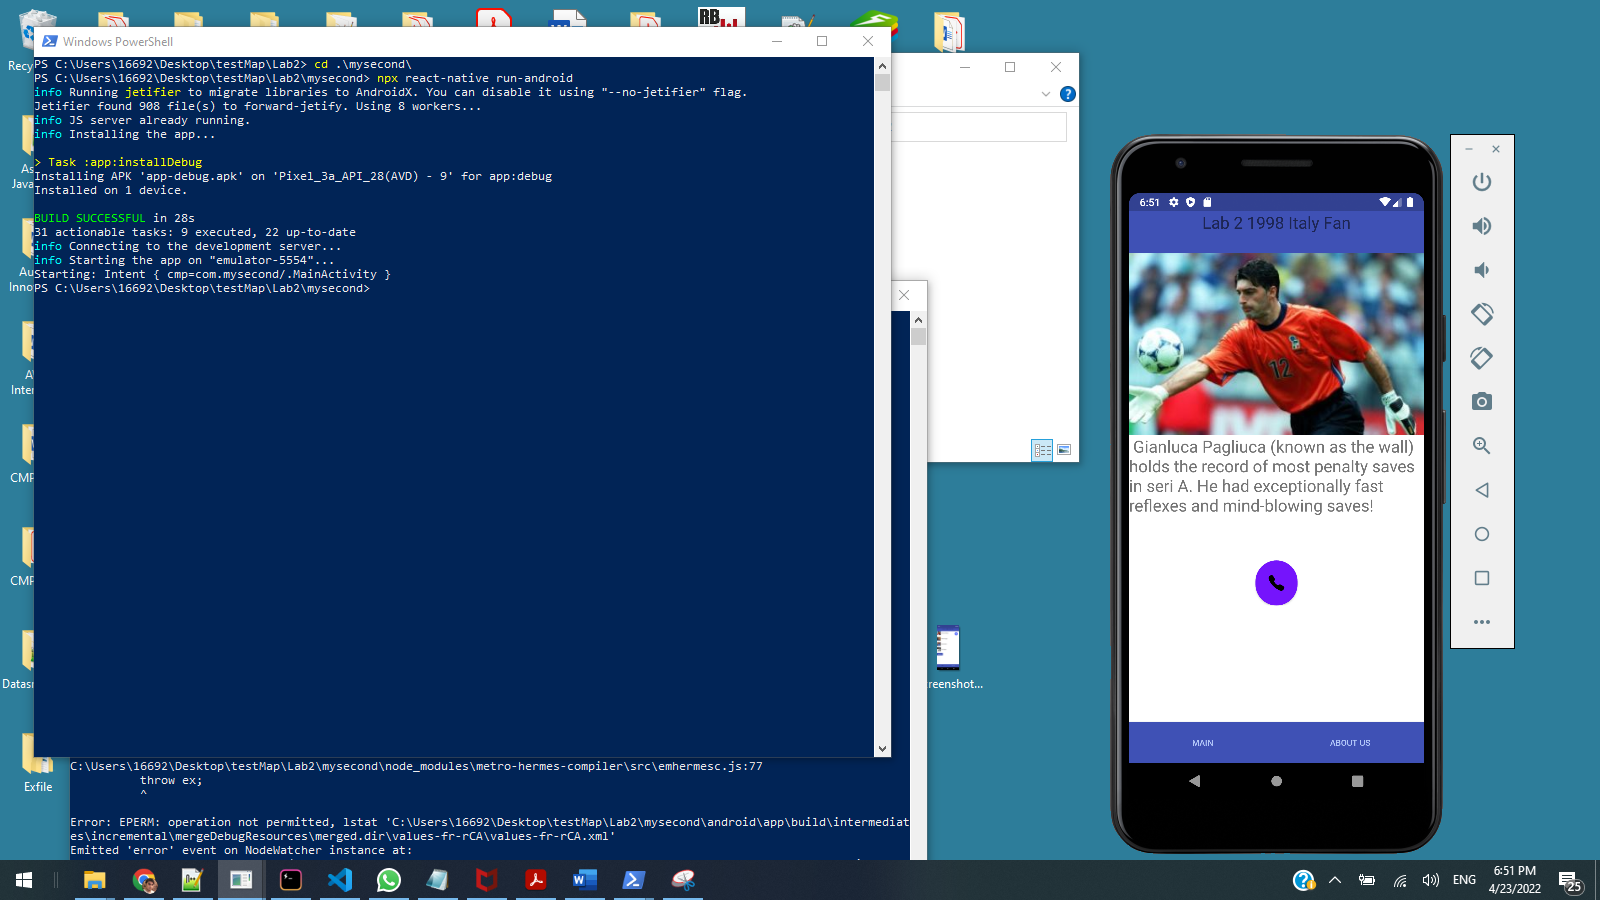 Windows PowerShell
PS C:\Users\16692\Desktop\testMap\Lab2> cd .\mysecond\
PS C:\Users\16692\Desktop\testMap\Lab2\mysecond> npx react-native run-android
info Running jetifier to migrate libraries to AndroidX. You can disable it using "--no-jetifier" flag.
Jetifier found 908 file(s) to forward-jetify. Using 8 workers...
info JS server already running.
info Installing the app...
> Task :app:installDebug
Installing APK 'app-debug.apk' on 'Pixel_3a_API_28(AVD) - 9' for app:debug
Installed on 1 device.
BUILD SUCCESSFUL in 28s
31 actionable tasks: 9 executed, 22 up-to-date
info Connecting to the development server...
info Starting the app on "emulator-5554"...
Starting: Intent { cmp=com.mysecond/.MainActivity }
PS C:\Users\16692\Desktop\testMap\Lab2\mysecond>
C:\Users\16692\Desktop\testMap\Lab2\mysecond\node_modules\metro-hermes-compiler\src\emhermesc.js:77
throw ex;
^
Error: EPERM: operation not permitted, lstat 'C:\Users\16692\Desktop\testMap\Lab2\mysecond\android\app\build\intermediat
es\incremental\mergeDebugResources\merged.dir\values-fr-rCA\values-fr-rCA.xml'
Emitted 'error' event on NodeWatcher instance at:
6:51
Lab 2 1998 Italy Fan
12
Gianluca Pagliuca (known as the wall)
holds the record of most penalty saves
in seri A. He had exceptionally fast
reflexes and mind-blowing saves!
MAIN ABOUT US
Recy
As
Java
Au
Inno
A
Inter
CMP
CMP
Datas
Exfile
RB
reenshot...
ENG
6:51 PM
4/23/2022
25